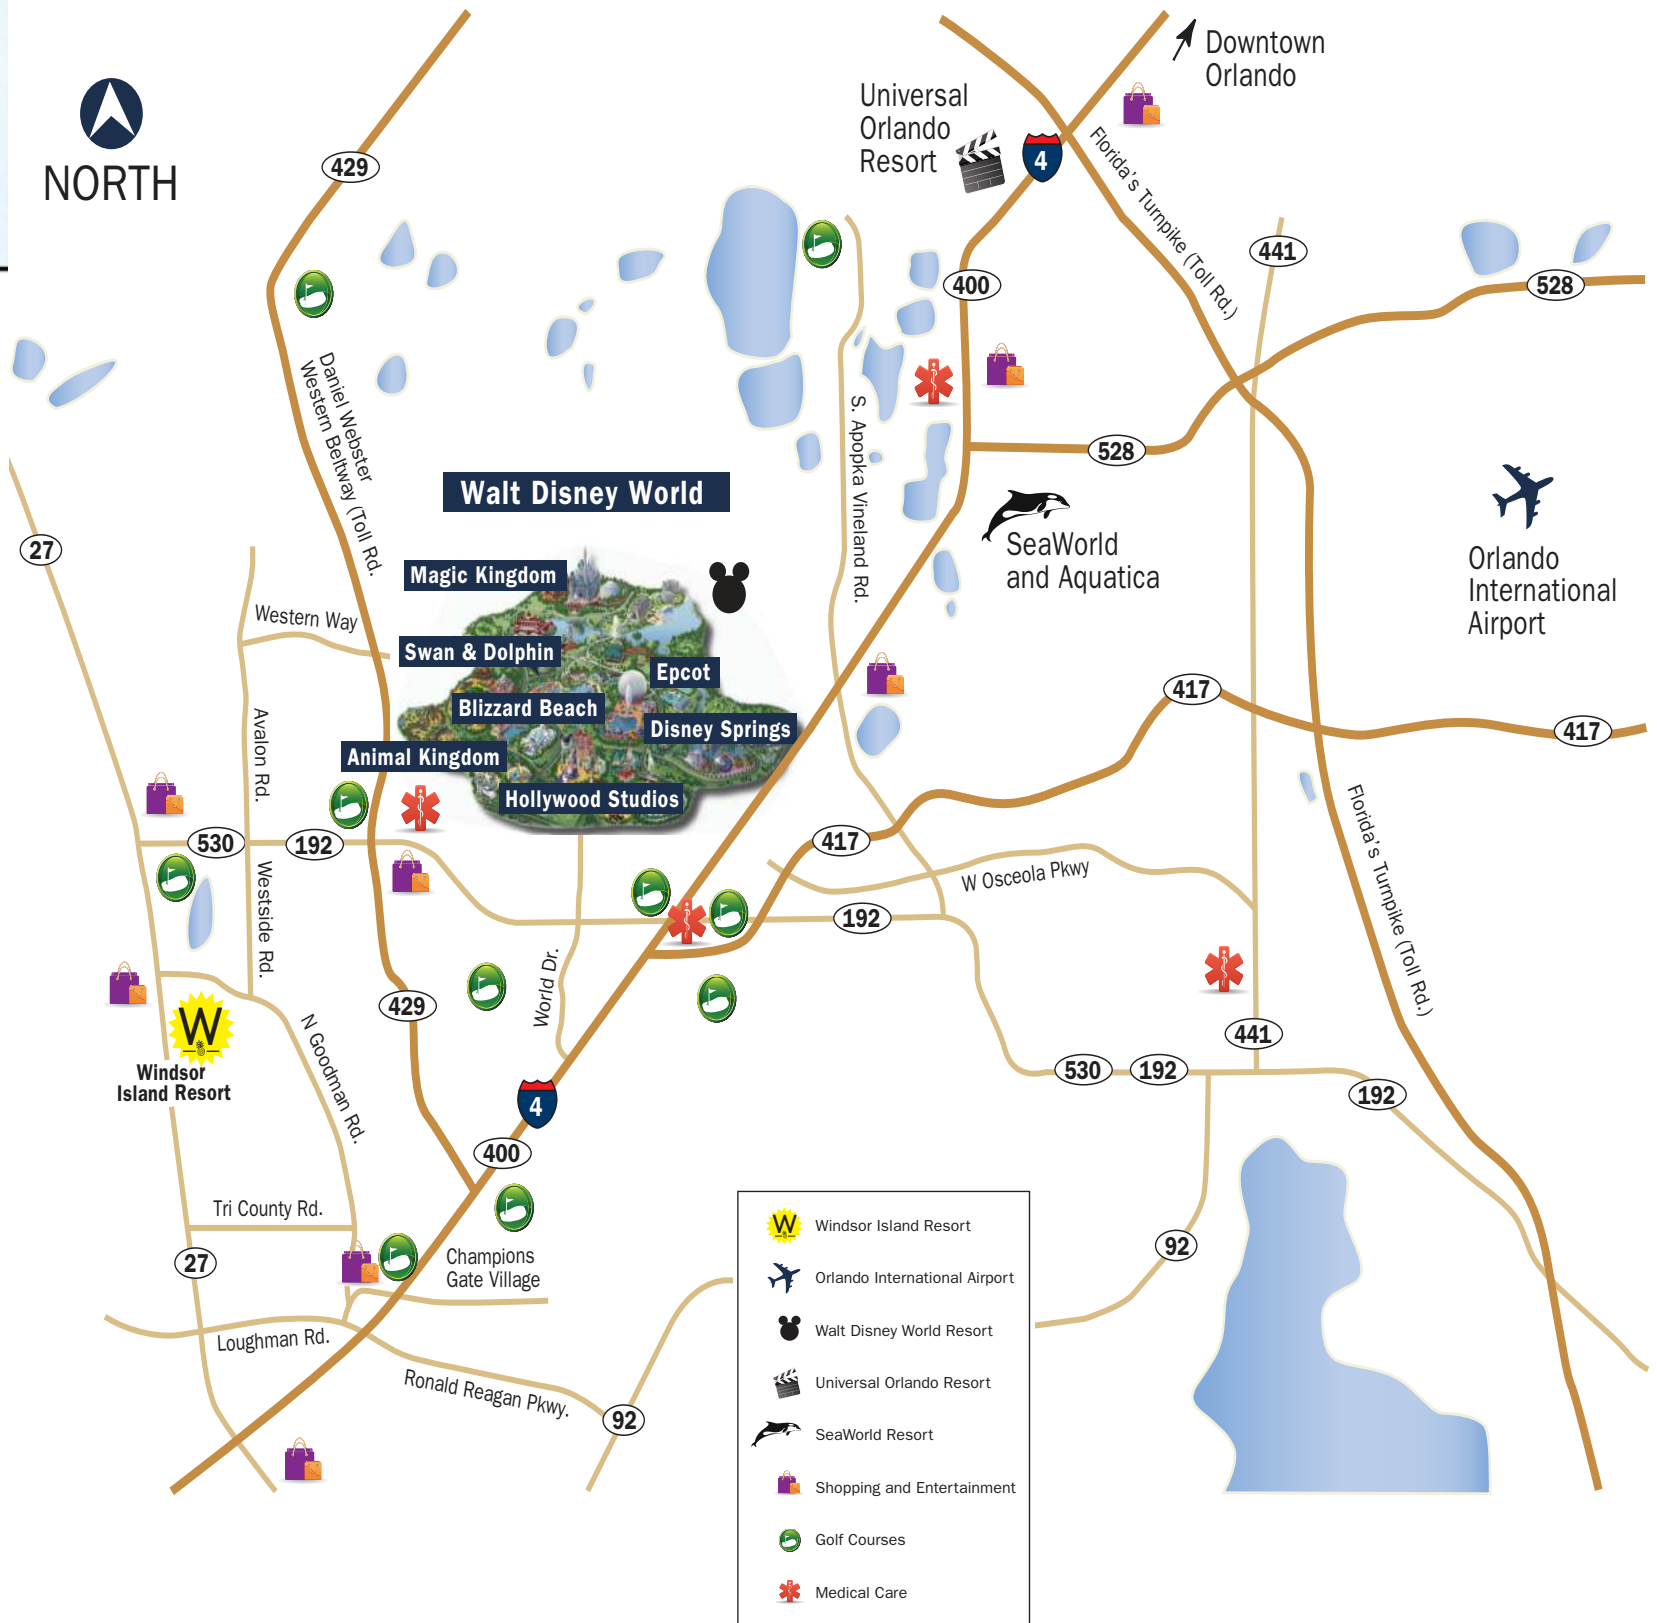 NORTH
429
Universal
Orlando
Resort
4
Downtown
Orlando
Florida's Turnpike (Toll Rd.)
441
528
400
Daniel Webster
Western Beltway (Toll Rd.
S. Apopka Vineland Rd.
528
Walt Disney World
27
SeaWorld
and Aquatica
Orlando
International
Airport
Magic Kingdom
Western Way
Swan & Dolphin
Epcot
Blizzard Beach
Disney Springs
Animal Kingdom
Hollywood Studios
417
417
Avalon Rd.
530
192
417
Florida's Turnpike (Toll Rd.)
Westside Rd.
W Osceola Pkwy
192
World Dr.
429
N Goodman Rd.
W
Windsor
Island Resort
441
530
192
192
4
400
Tri County Rd.
27
Champions
Gate Village
92
Loughman Rd.
Ronald Reagan Pkwy.
92
W
Windsor Island Resort
Orlando International Airport
Walt Disney World Resort
Universal Orlando Resort
SeaWorld Resort
Shopping and Entertainment
Golf Courses
Medical Care